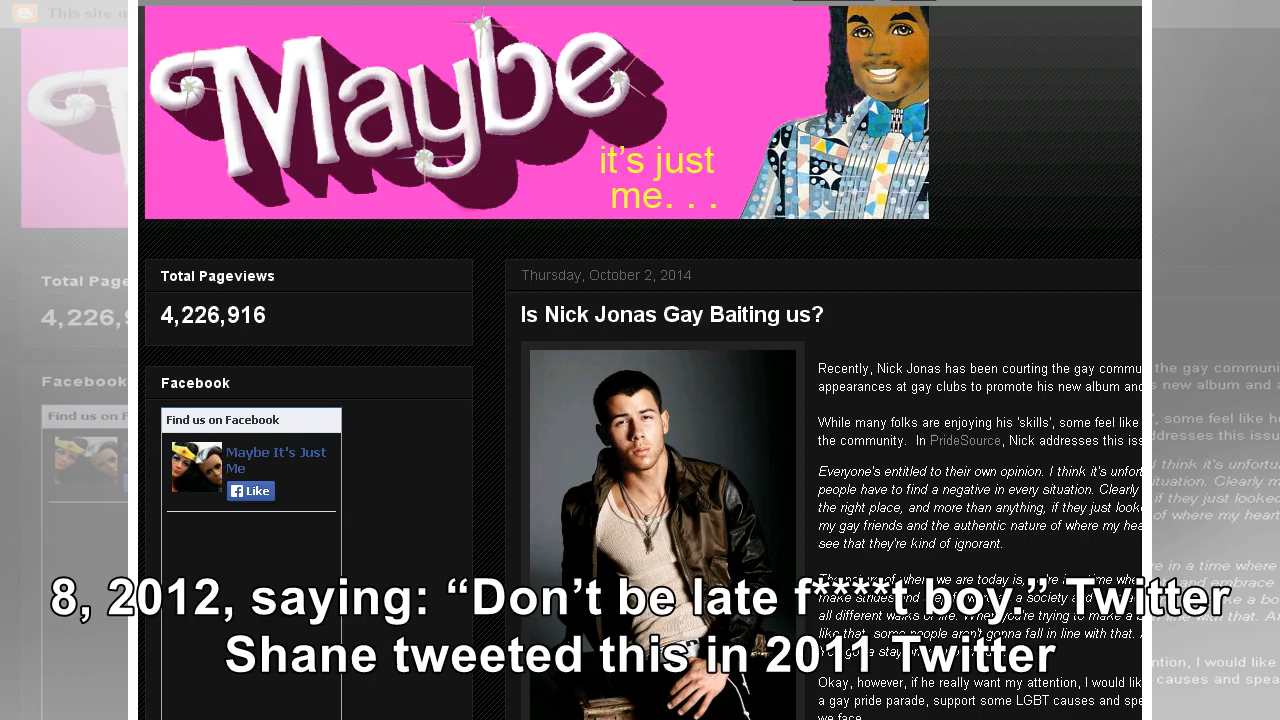 This site u
Maybe
it's just
me. . .
Total Pageviews
4,226,916
Facebook
Find us on Facebook
Maybe It's Just
Me
Like
Thursday, October 2, 2014
Is Nick Jonas Gay Baiting us?
Recently, Nick Jonas has been courting the gay commu
appearances at gay clubs to promote his new album and
While many folks are enjoying his 'skills', some feel like
the community. In PrideSource, Nick addresses this iss
Everyone's entitled to their own opinion. I think it's unfort
people have to find a negative in every situation. Clearly
the right place, and more than anything, if they just look
my gay friends and the authentic nature of where my hea
see that they're kind of ignorant.
8, 2012, saying: “Don’t be late f****t boy.” Twitter
Shane tweeted this in 2011 Twitter
Okay, however, if he really want my attention, I would lik
a gay pride parade, support some LGBT causes and spe
we face